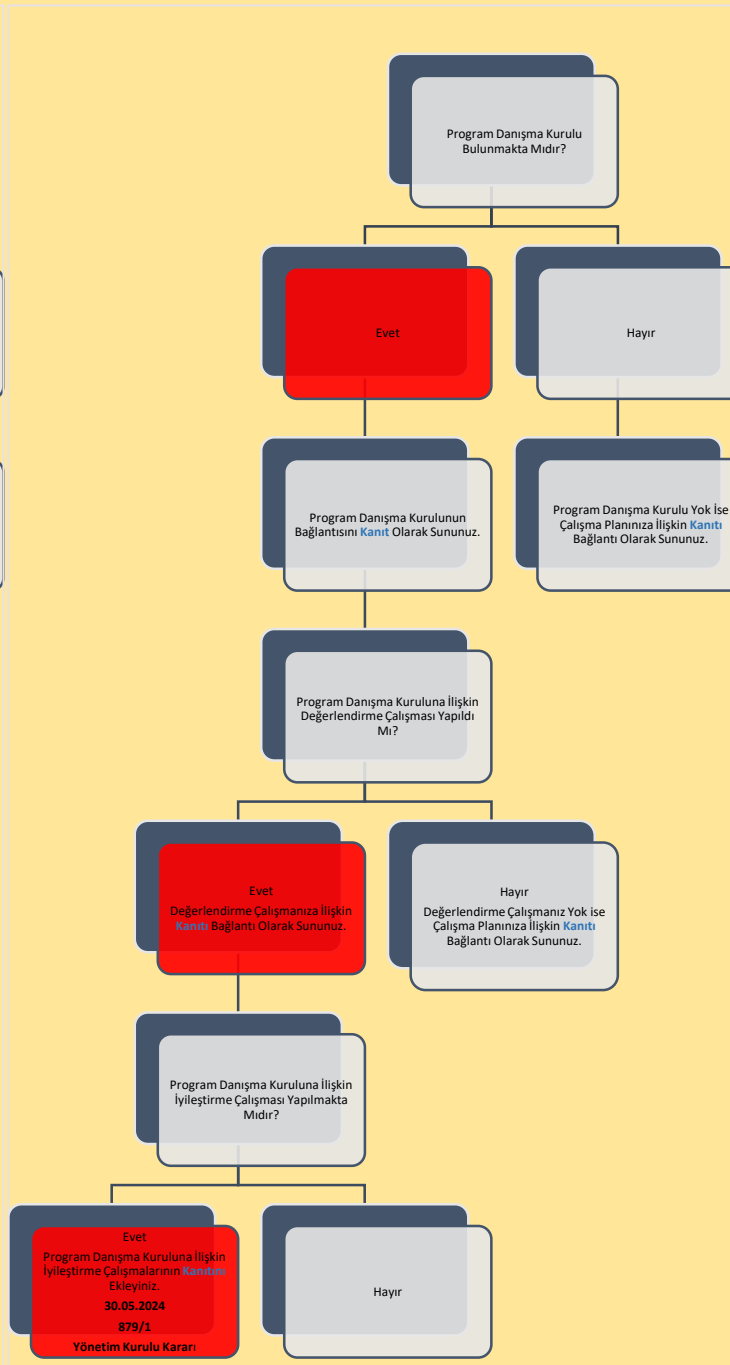 Program Danışma Kurulu
Bulunmakta Mıdır?
Evet
Hayır
Program Danışma Kurulunun
Bağlantısını Kanıt Olarak Sununuz.
Program Danışma Kurulu Yok İse
Çalışma Planınıza İlişkin Kanıtı
Bağlantı Olarak Sununuz.
Program Danışma Kuruluna İlişkin
Değerlendirme Çalışması Yapıldı
Mı?
Evet
Değerlendirme Çalışmanıza İlişkin
Kanıtı Bağlantı Olarak Sununuz.
Hayır
Değerlendirme Çalışmanız Yok ise
Çalışma Planınıza İlişkin Kanıtı
Bağlantı Olarak Sununuz.
Program Danışma Kuruluna İlişkin
İyileştirme Çalışması Yapılmakta
Mıdır?
Evet
Program Danışma Kuruluna İlişkin
İyileştirme Çalışmalarının Kanıtını
Ekleyiniz.
30.05.2024
879/1
Yönetim Kurulu Kararı
Hayır